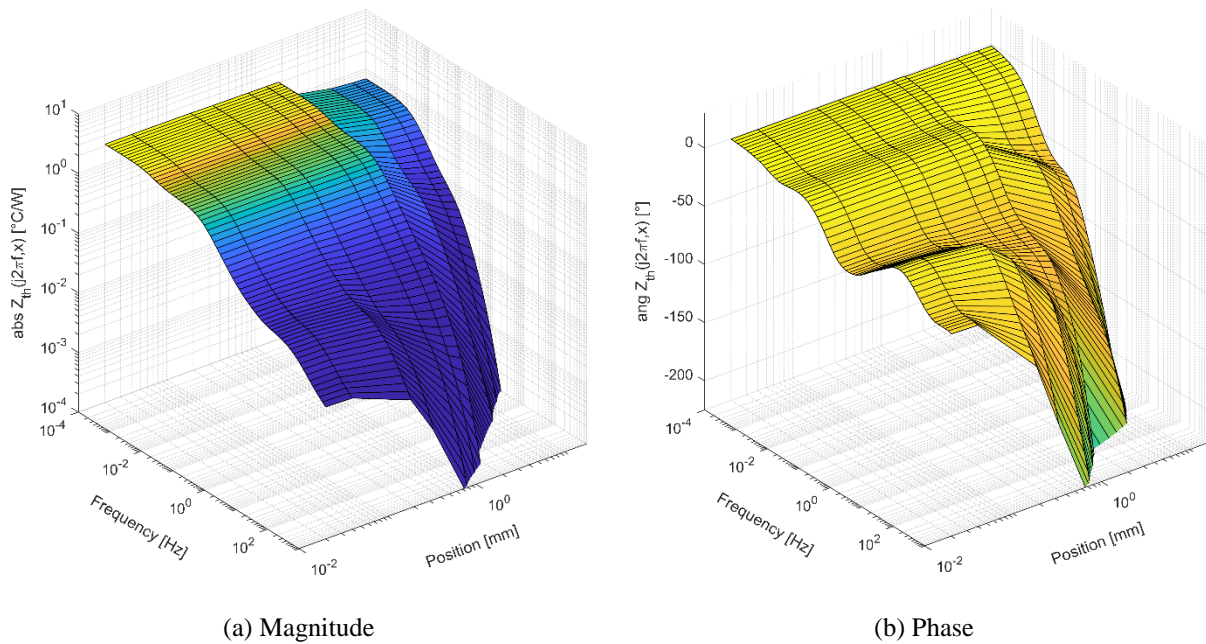 10^1
10^0
10^-1
10^-2
10^-3
10^-4
abs Z_th(j2πf,x) [°C/W]
10^-4
10^-2
10^0
10^2
Frequency [Hz]
10^-2
10^0
Position [mm]
(a) Magnitude
0
-50
-100
-150
-200
ang Z_th(j2πf,x) [°]
10^-4
10^-2
10^0
10^2
Frequency [Hz]
10^-2
10^0
Position [mm]
(b) Phase